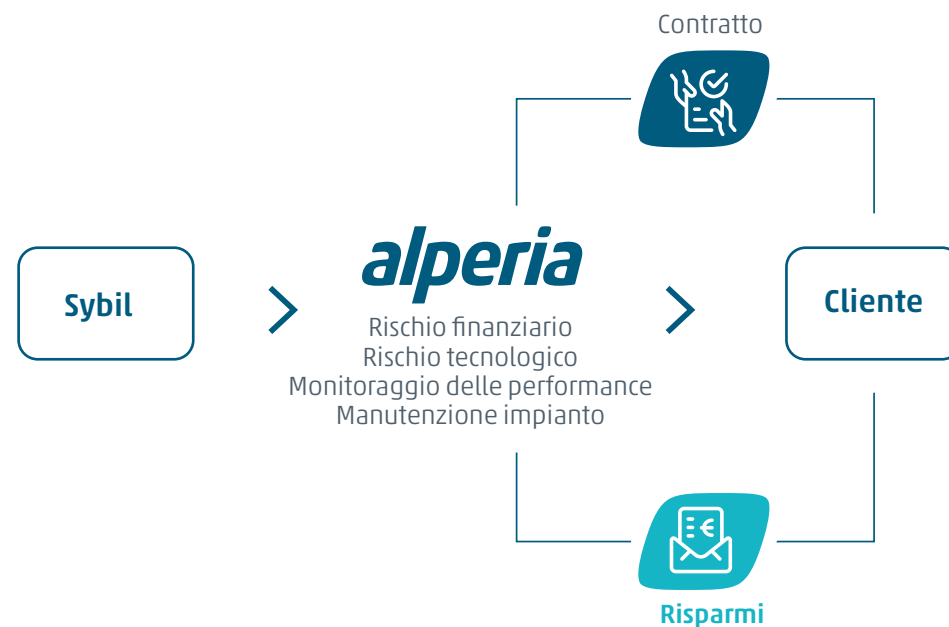 Contratto
Sybil
alperia
Rischio finanziario
Rischio tecnologico
Monitoraggio delle performance
Manutenzione impianto
Cliente
€
Risparmi